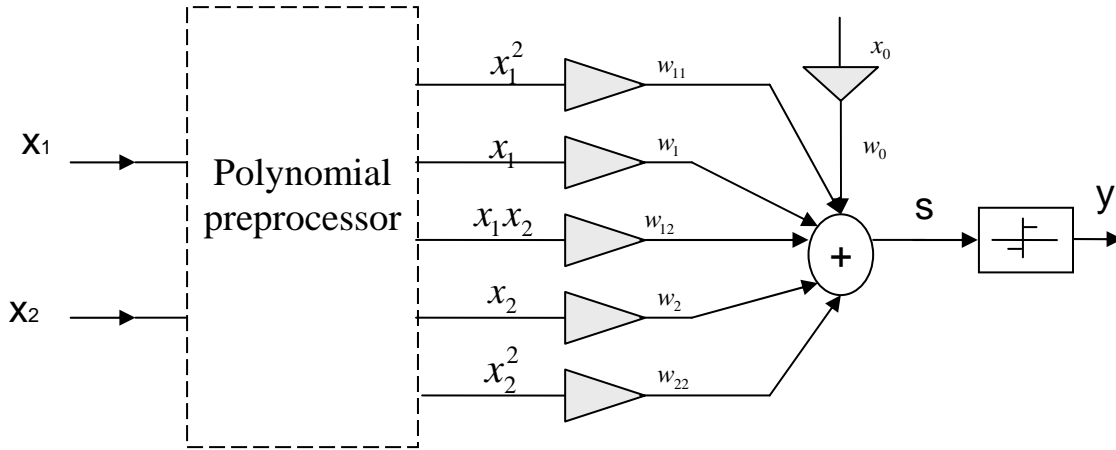 x₁
x₂
Polynomial
preprocessor
x₁²
w₁₁
x₁
w₁
x₁x₂
w₁₂
x₂
w₂
x₂²
w₂₂
x₀
w₀
+
s
y